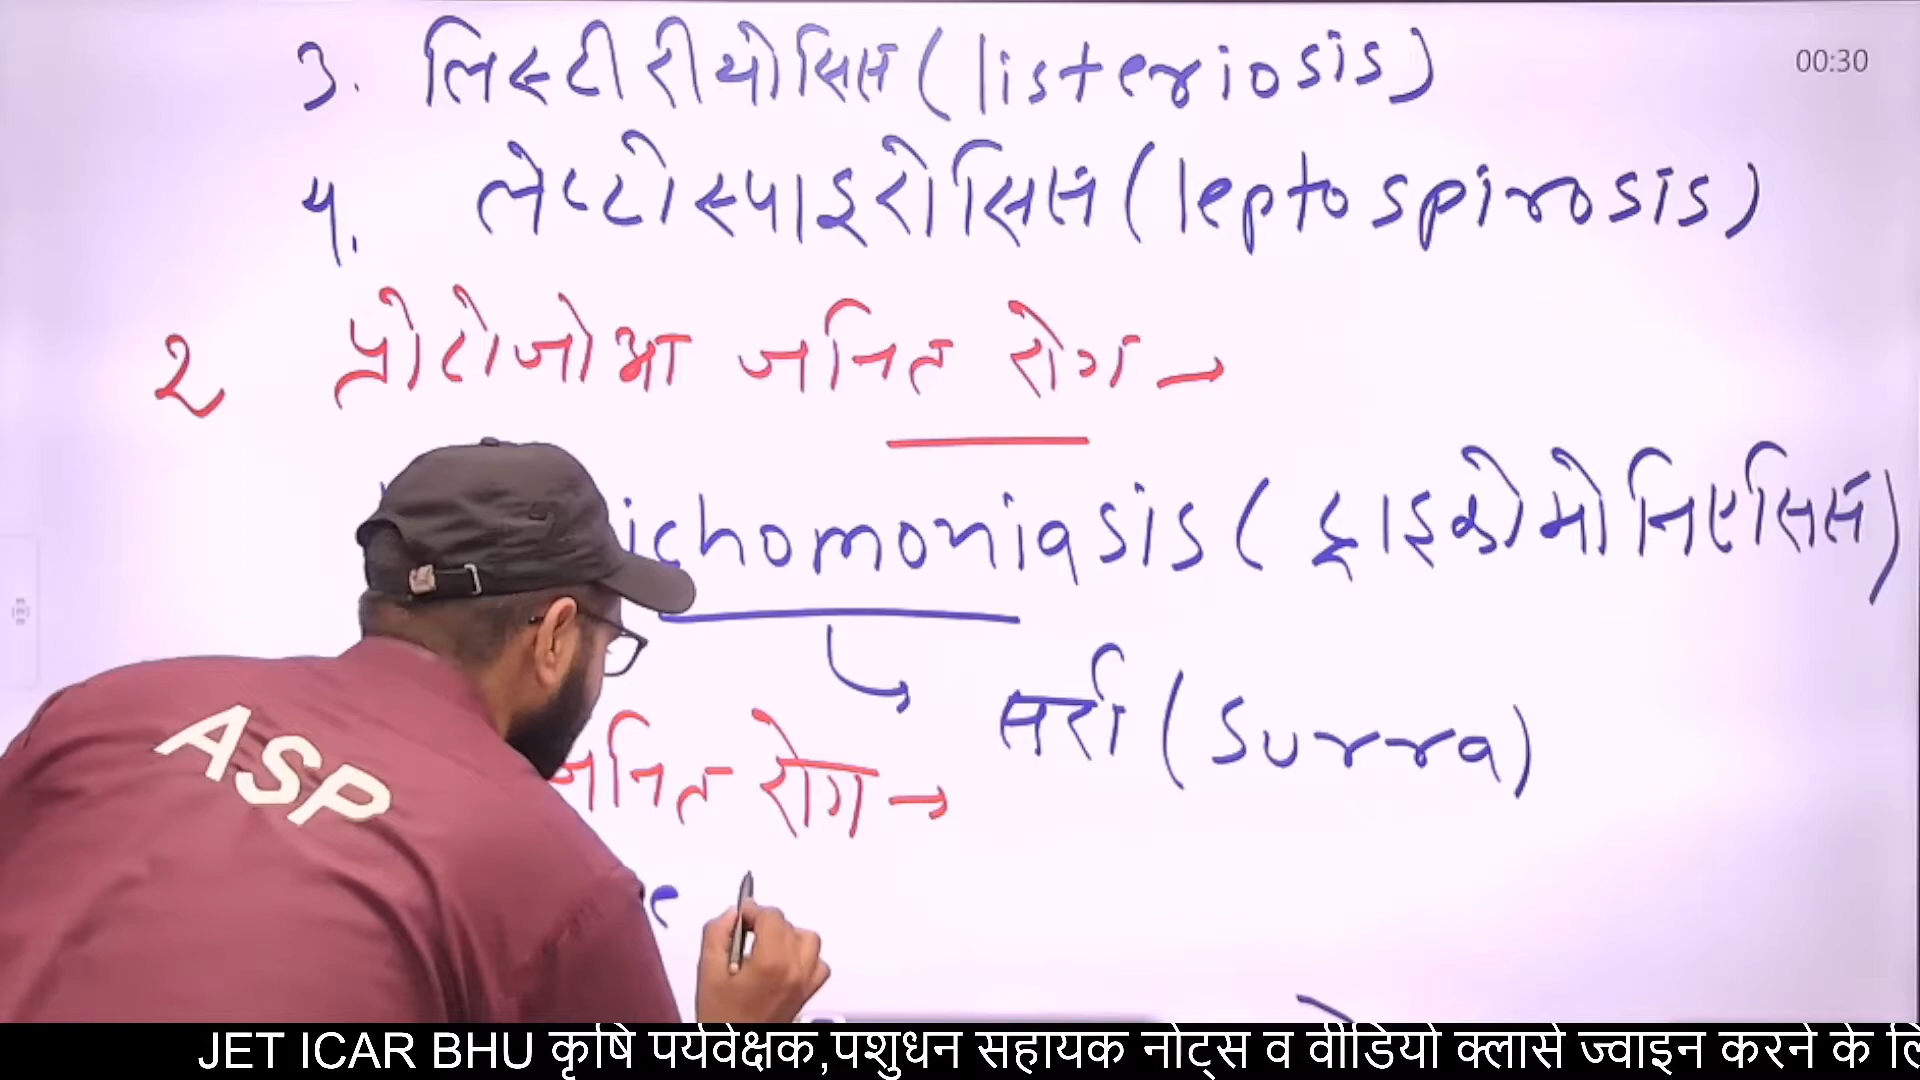 00:30
3. लिस्टीरीयोसिस (listeriosis)
4. लेप्टोस्पाइरोसिस (leptospirosis)
2 प्रोटोजोआ जनित रोग →
ichomoniasis ( ट्राइकोमोनिएसिस)
सर्रा (Surra)
जनित रोग →
ASP
JET ICAR BHU कृषि पर्यवेक्षक,पशुधन सहायक नोट्स व वीडियो क्लासे ज्वाइन करने के लि